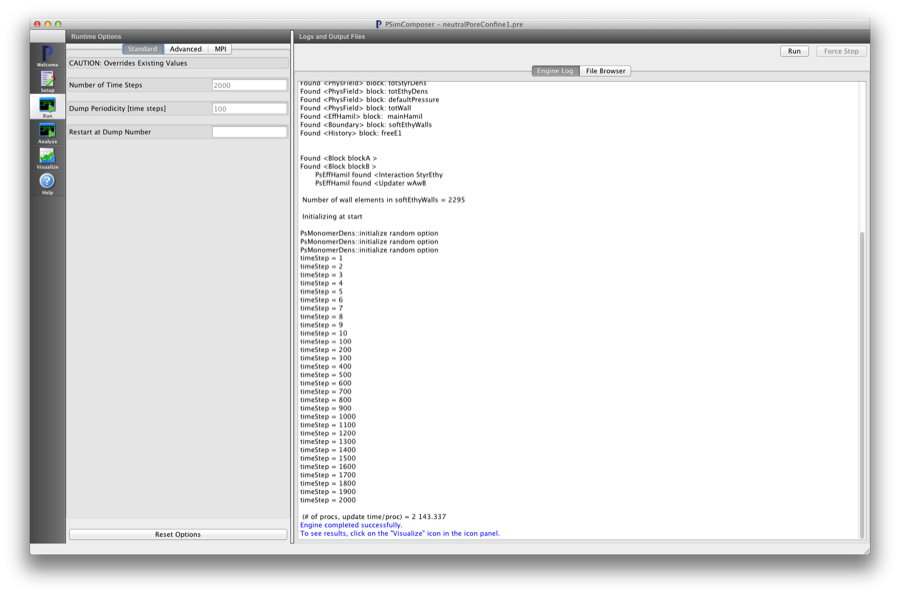 PSimComposer - neutralPoreConfine1.pre
Runtime Options
Logs and Output Files
Standard Advanced MPI
Run Force Stop
CAUTION: Overrides Existing Values
Engine Log File Browser
Number of Time Steps 2000
Dump Periodicity [time steps] 100
Restart at Dump Number
Welcome
Setup
Run
Analyze
Visualize
Help
Found <PhysField> block: totStyrDens
Found <PhysField> block: totEthyDens
Found <PhysField> block: defaultPressure
Found <PhysField> block: totWall
Found <EffHamil> block: mainHamil
Found <Boundary> block: softEthyWalls
Found <History> block: freeE1
Found <Block blockA >
Found <Block blockB >
PsEffHamil found <Interaction StyrEthy
PsEffHamil found <Updater wAwB
Number of wall elements in softEthyWalls = 2295
Initializing at start
PsMonomerDens::initialize random option
PsMonomerDens::initialize random option
PsMonomerDens::initialize random option
timeStep = 1
timeStep = 2
timeStep = 3
timeStep = 4
timeStep = 5
timeStep = 6
timeStep = 7
timeStep = 8
timeStep = 9
timeStep = 10
timeStep = 100
timeStep = 200
timeStep = 300
timeStep = 400
timeStep = 500
timeStep = 600
timeStep = 700
timeStep = 800
timeStep = 900
timeStep = 1000
timeStep = 1100
timeStep = 1200
timeStep = 1300
timeStep = 1400
timeStep = 1500
timeStep = 1600
timeStep = 1700
timeStep = 1800
timeStep = 1900
timeStep = 2000
(# of procs, update time/proc) = 2 143.337
Engine completed successfully.
To see results, click on the "Visualize" icon in the icon panel.
Reset Options